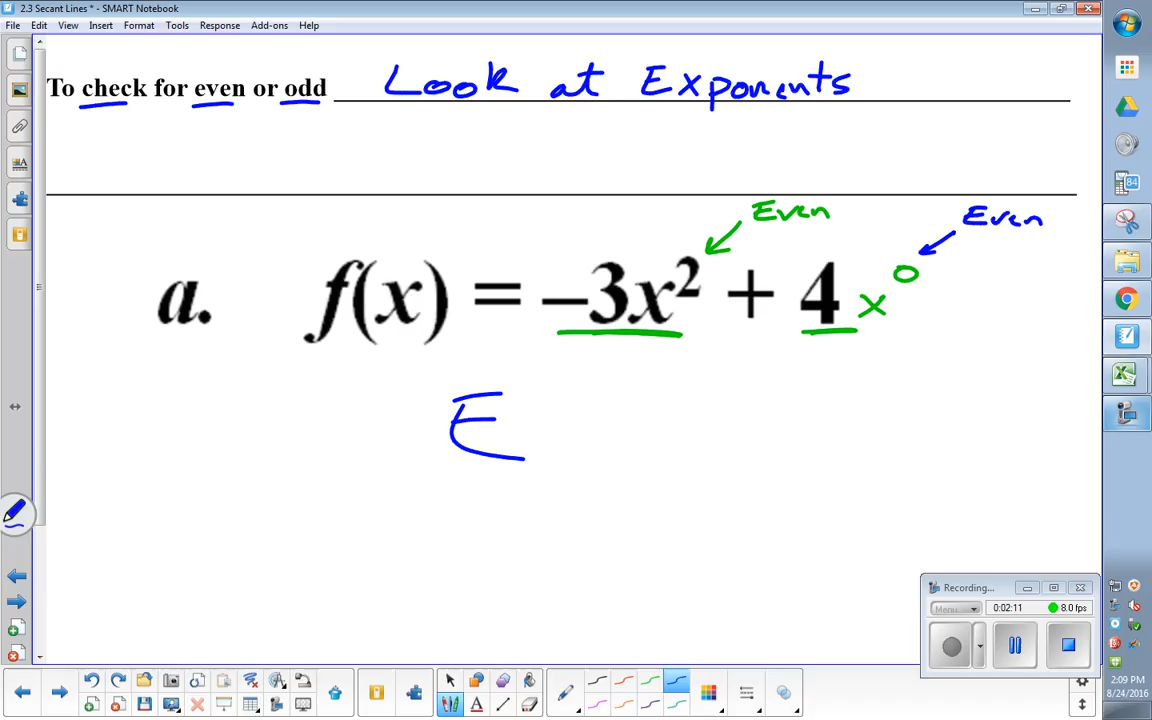 2.3 Secant Lines * - SMART Notebook
File Edit View Insert Format Tools Response Add-ons Help
To check for even or odd Look at Exponents
Even
Even
a. f(x) = –3x² + 4 x⁰
E
84
Recording...
Menu 0:02:11 8.0 fps
A
2:09 PM
8/24/2016